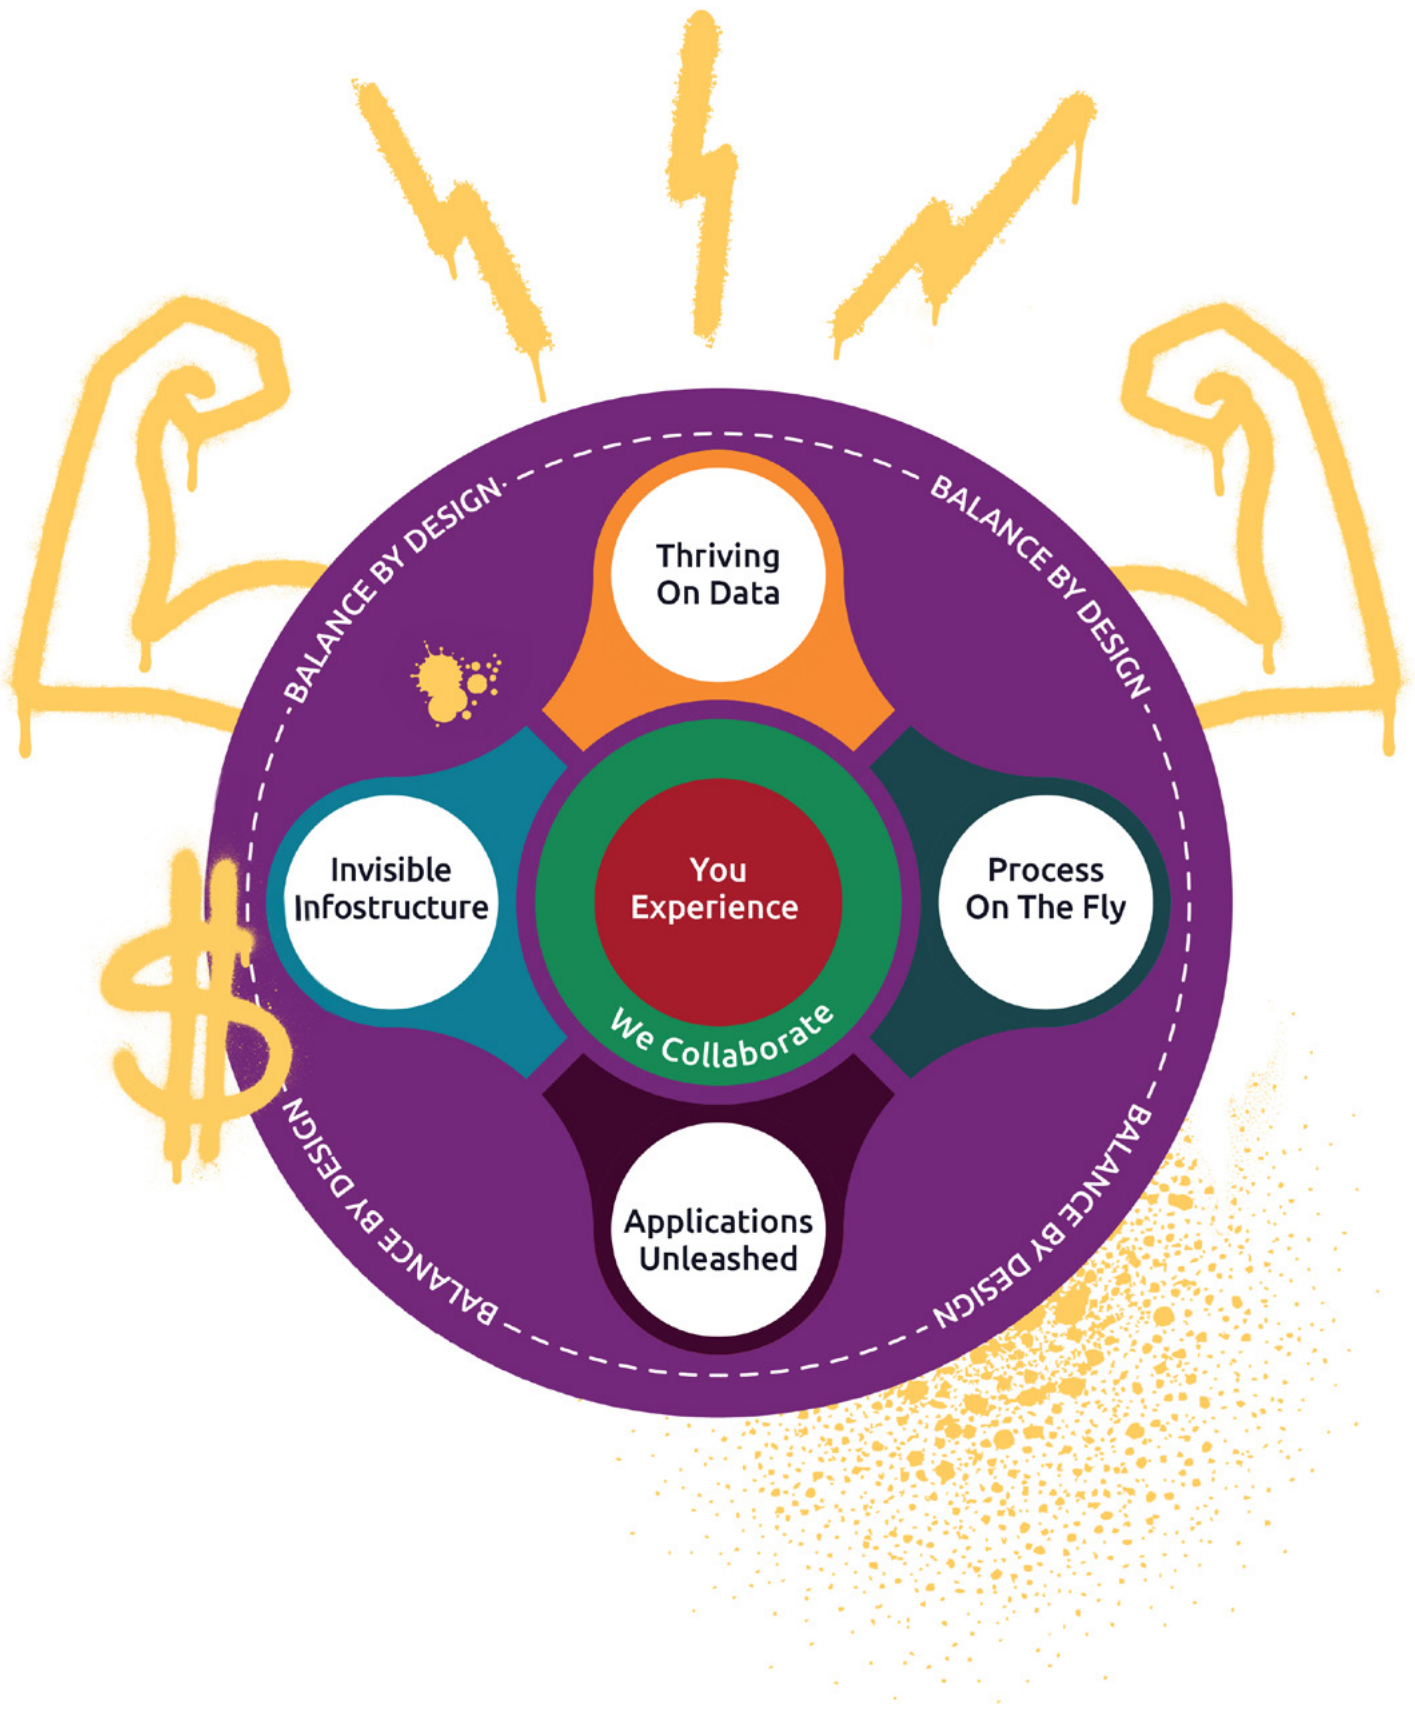 BALANCE BY DESIGN
BALANCE BY DESIGN
Thriving
On Data
Invisible
Infostructure
You
Experience
Process
On The Fly
We Collaborate
Applications
Unleashed
BALANCE BY DESIGN
BALANCE BY DESIGN
$